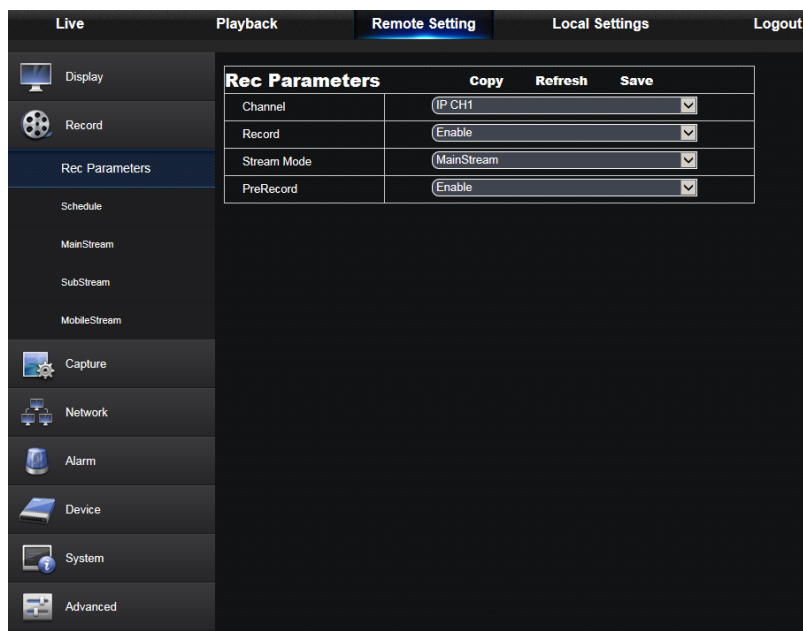 Live Playback Remote Setting Local Settings Logout
Display
Record
Rec Parameters
Schedule
MainStream
SubStream
MobileStream
Capture
Network
Alarm
Device
System
Advanced
Rec Parameters Copy Refresh Save
Channel IP CH1
Record Enable
Stream Mode MainStream
PreRecord Enable